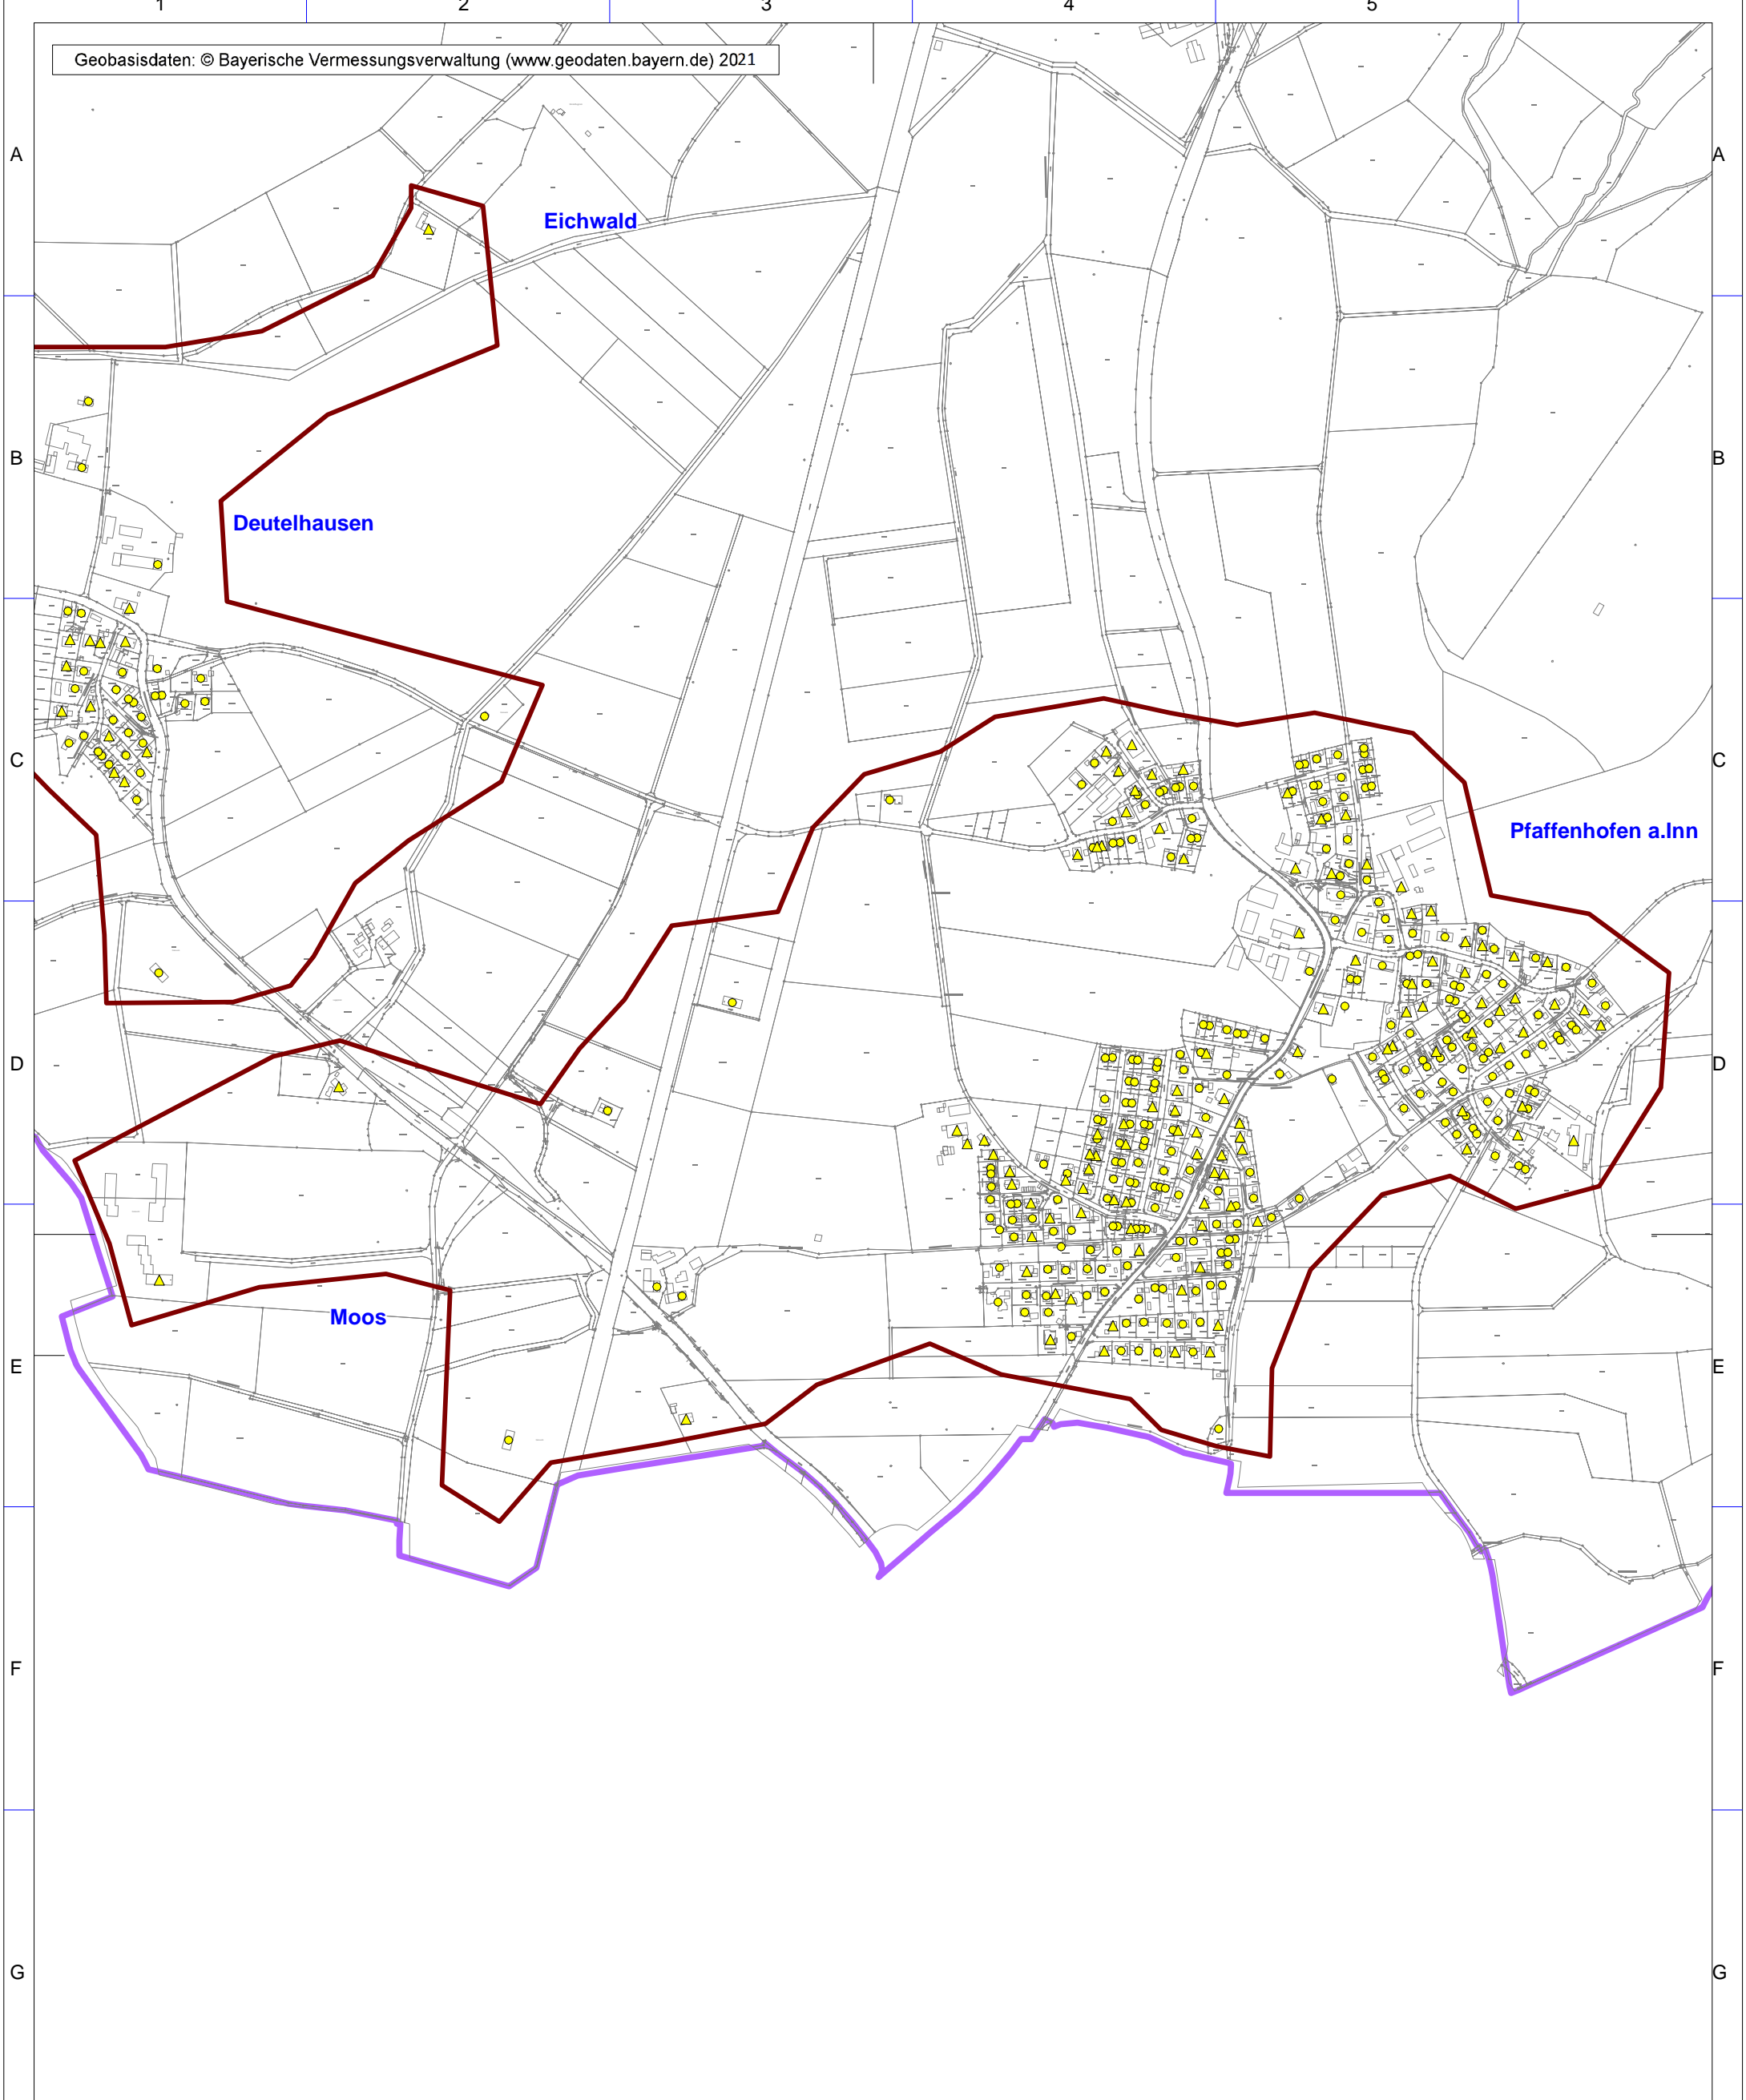 1 2 3 4 5
Geobasisdaten: © Bayerische Vermessungsverwaltung (www.geodaten.bayern.de) 2021
A A
Eichwald
B B
Deutelhausen
C C
Pfaffenhofen a.Inn
D D
Moos
E E
F F
G G